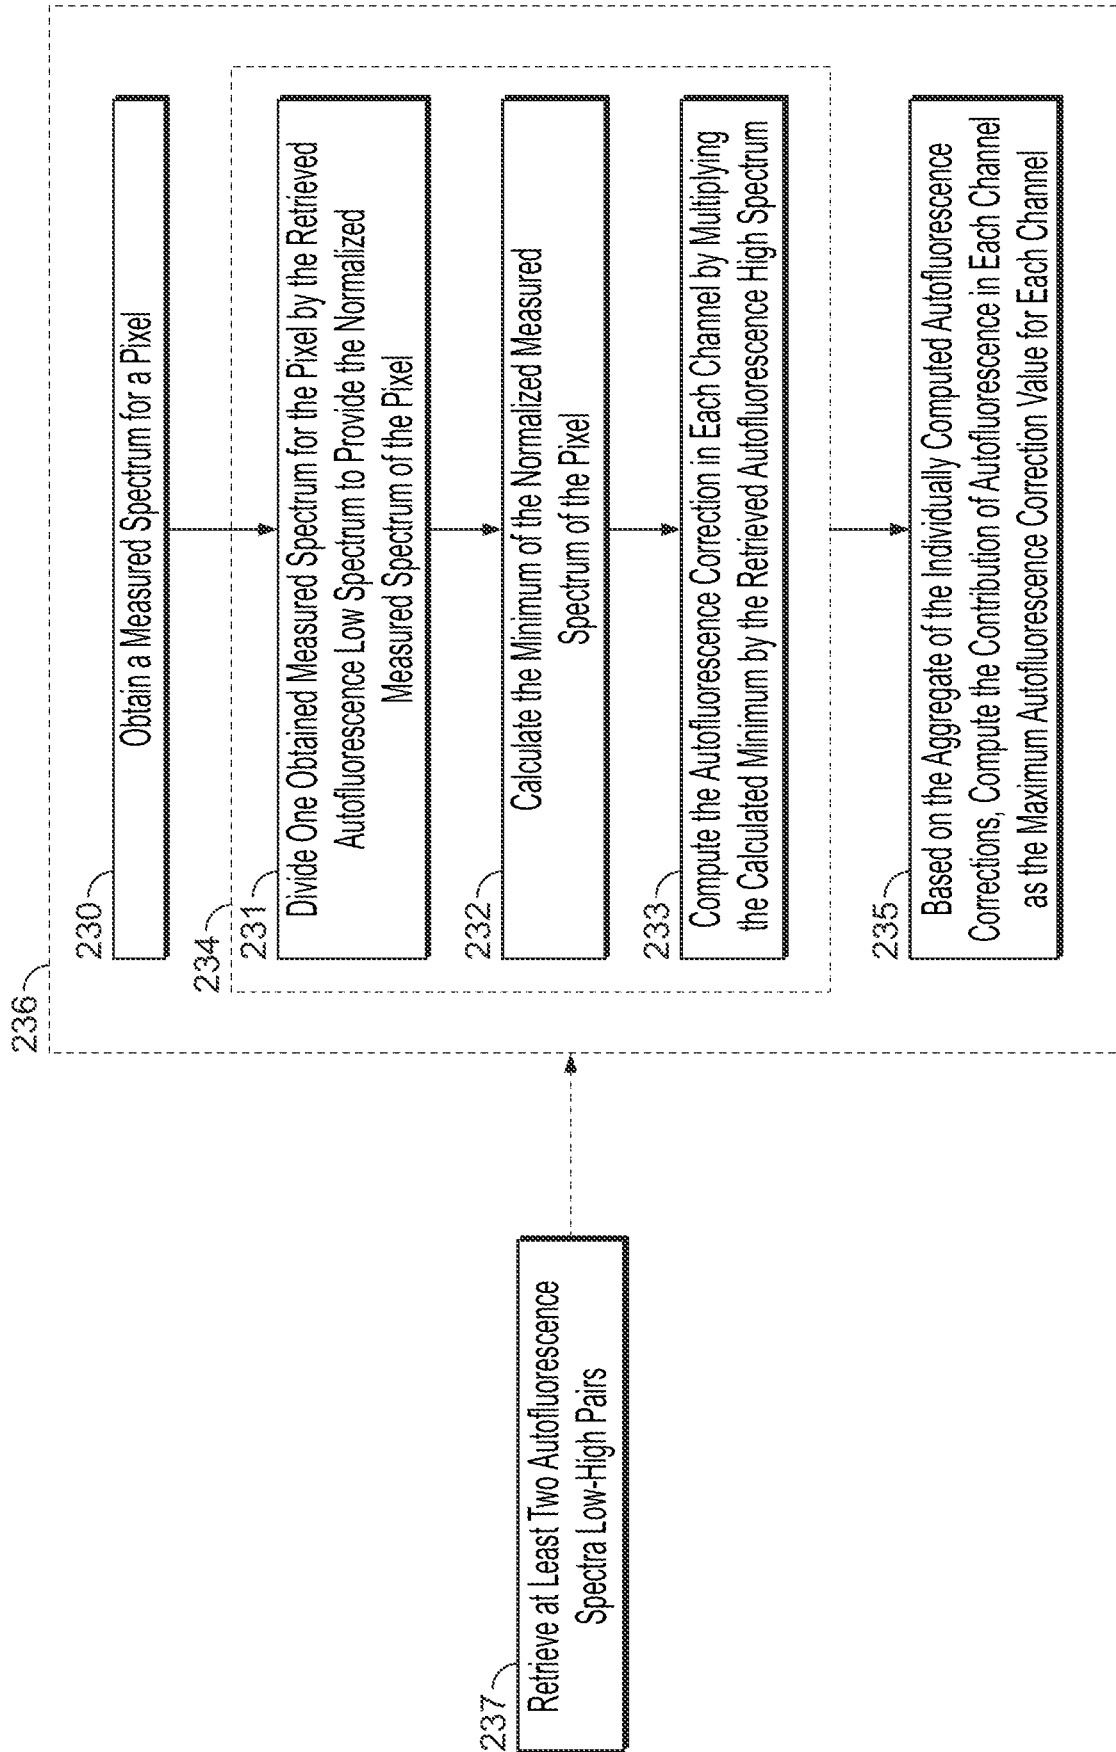 236
230
Obtain a Measured Spectrum for a Pixel
234
231
Divide One Obtained Measured Spectrum for the Pixel by the Retrieved
Autofluorescence Low Spectrum to Provide the Normalized
Measured Spectrum of the Pixel
232
Calculate the Minimum of the Normalized Measured
Spectrum of the Pixel
233
Compute the Autofluorescence Correction in Each Channel by Multiplying
the Calculated Minimum by the Retrieved Autofluorescence High Spectrum
235
Based on the Aggregate of the Individually Computed Autofluorescence
Corrections, Compute the Contribution of Autofluorescence in Each Channel
as the Maximum Autofluorescence Correction Value for Each Channel
237
Retrieve at Least Two Autofluorescence
Spectra Low-High Pairs